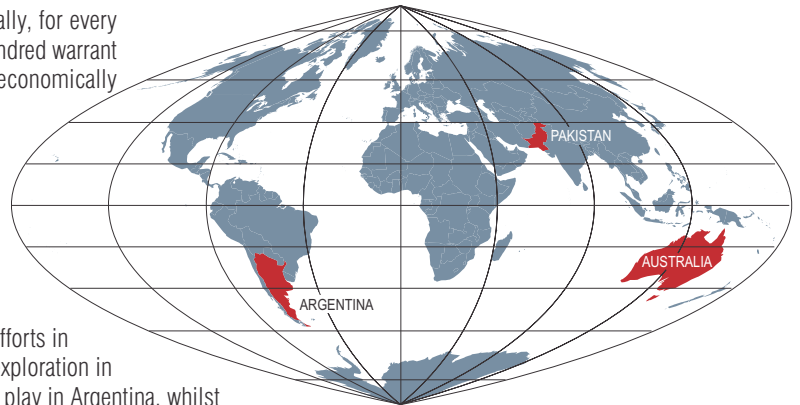 ally, for every
ndred warrant
economically
PAKISTAN
AUSTRALIA
ARGENTINA
fforts in
xploration in
play in Argentina, whilst